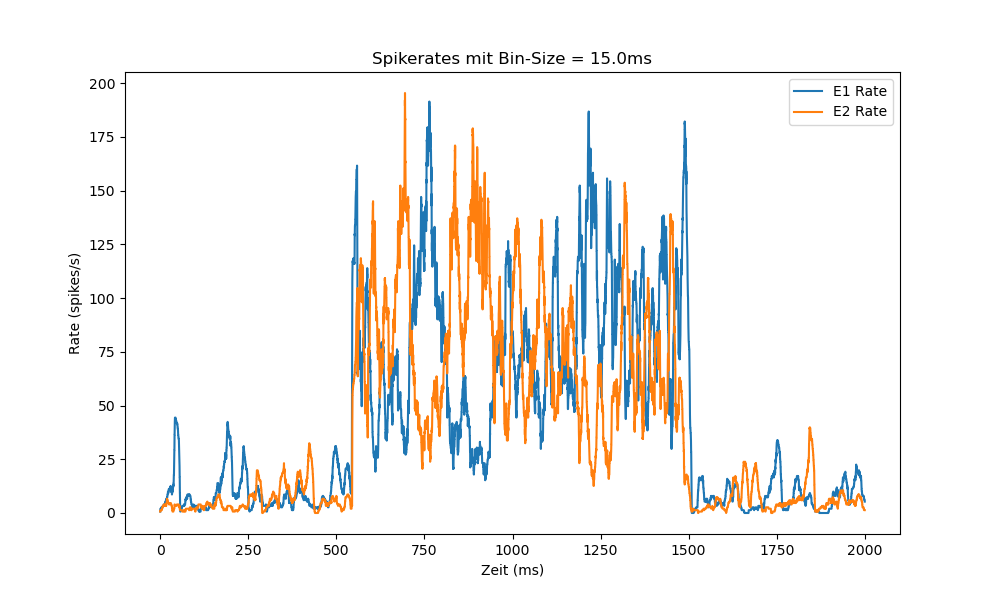 Spikerates mit Bin-Size = 15.0ms
E1 Rate
E2 Rate
200
175
150
125
100
75
50
25
0
Rate (spikes/s)
0 250 500 750 1000 1250 1500 1750 2000
Zeit (ms)